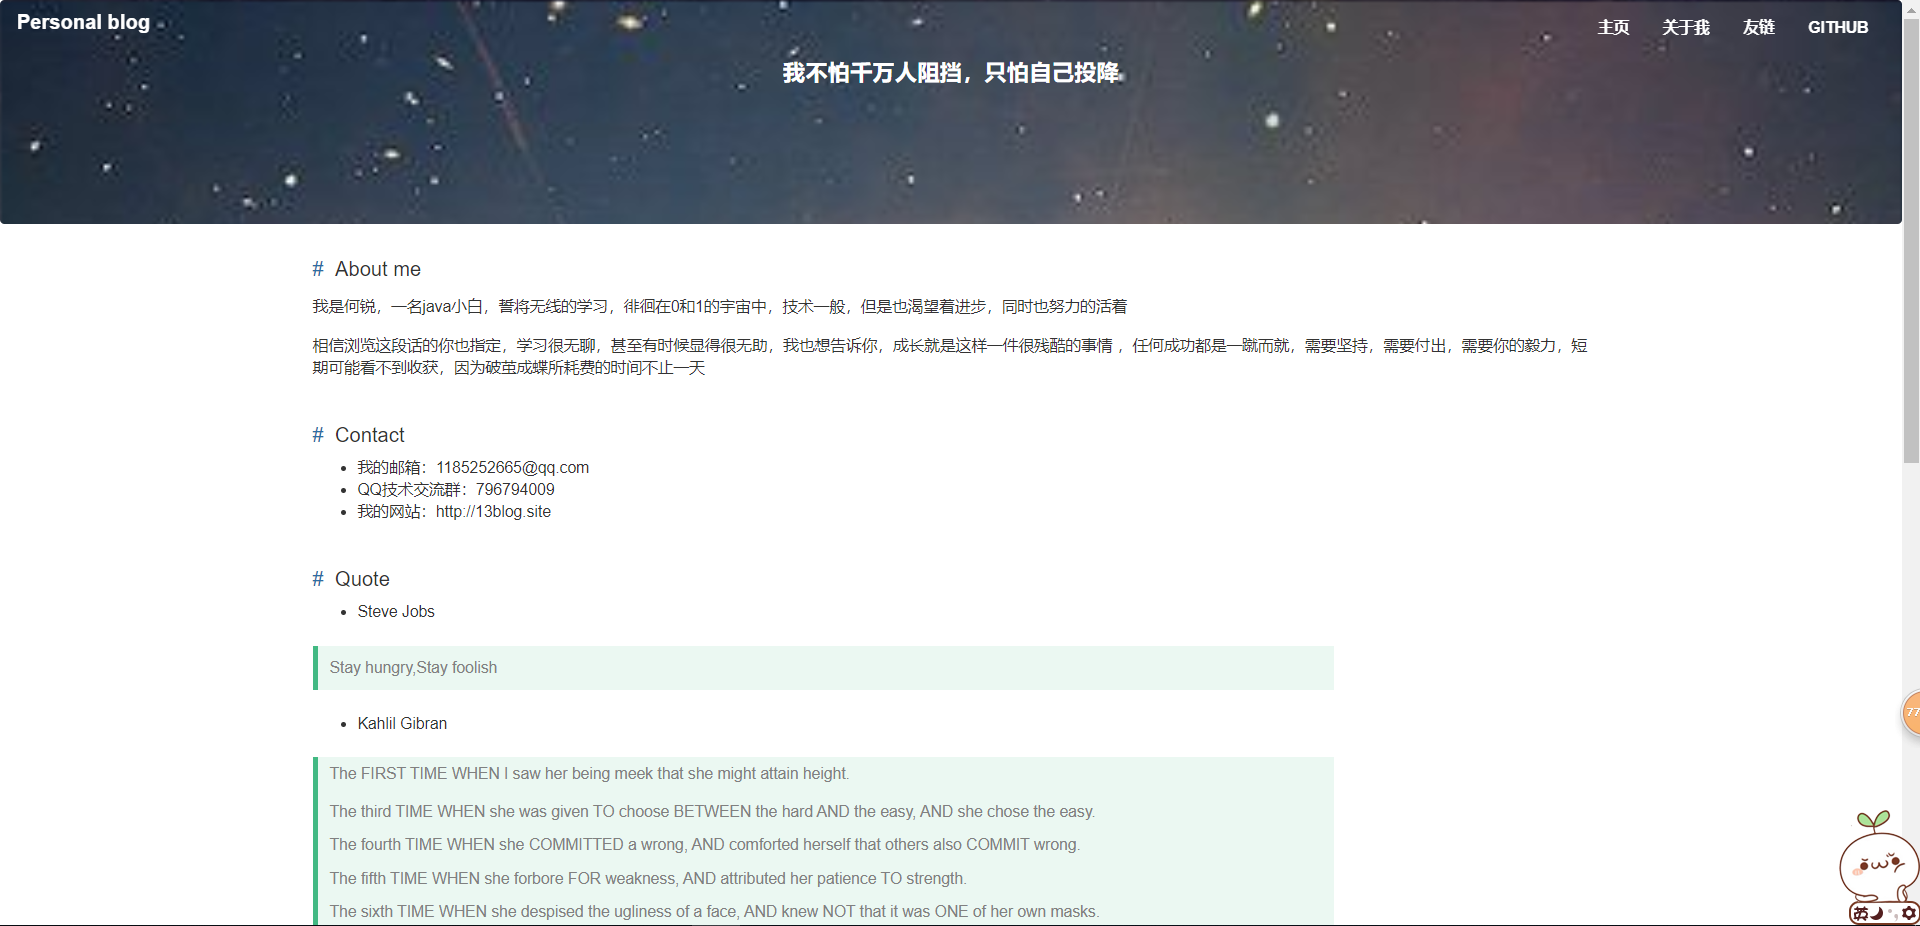 Personal blog
主页 关于我 友链 GITHUB
我不怕千万人阻挡，只怕自己投降
# About me
我是何锐，一名java小白，誓将无线的学习，徘徊在0和1的宇宙中，技术一般，但是也渴望着进步，同时也努力的活着
相信浏览这段话的你也指定，学习很无聊，甚至有时候显得很无助，我也想告诉你，成长就是这样一件很残酷的事情 ，任何成功都是一蹴而就，需要坚持，需要付出，需要你的毅力，短
期可能看不到收获，因为破茧成蝶所耗费的时间不止一天
# Contact
• 我的邮箱：1185252665@qq.com
• QQ技术交流群：796794009
• 我的网站：http://13blog.site
# Quote
• Steve Jobs
Stay hungry,Stay foolish
• Kahlil Gibran
The FIRST TIME WHEN I saw her being meek that she might attain height.
The third TIME WHEN she was given TO choose BETWEEN the hard AND the easy, AND she chose the easy.
The fourth TIME WHEN she COMMITTED a wrong, AND comforted herself that others also COMMIT wrong.
The fifth TIME WHEN she forbore FOR weakness, AND attributed her patience TO strength.
The sixth TIME WHEN she despised the ugliness of a face, AND knew NOT that it was ONE of her own masks.
77
英